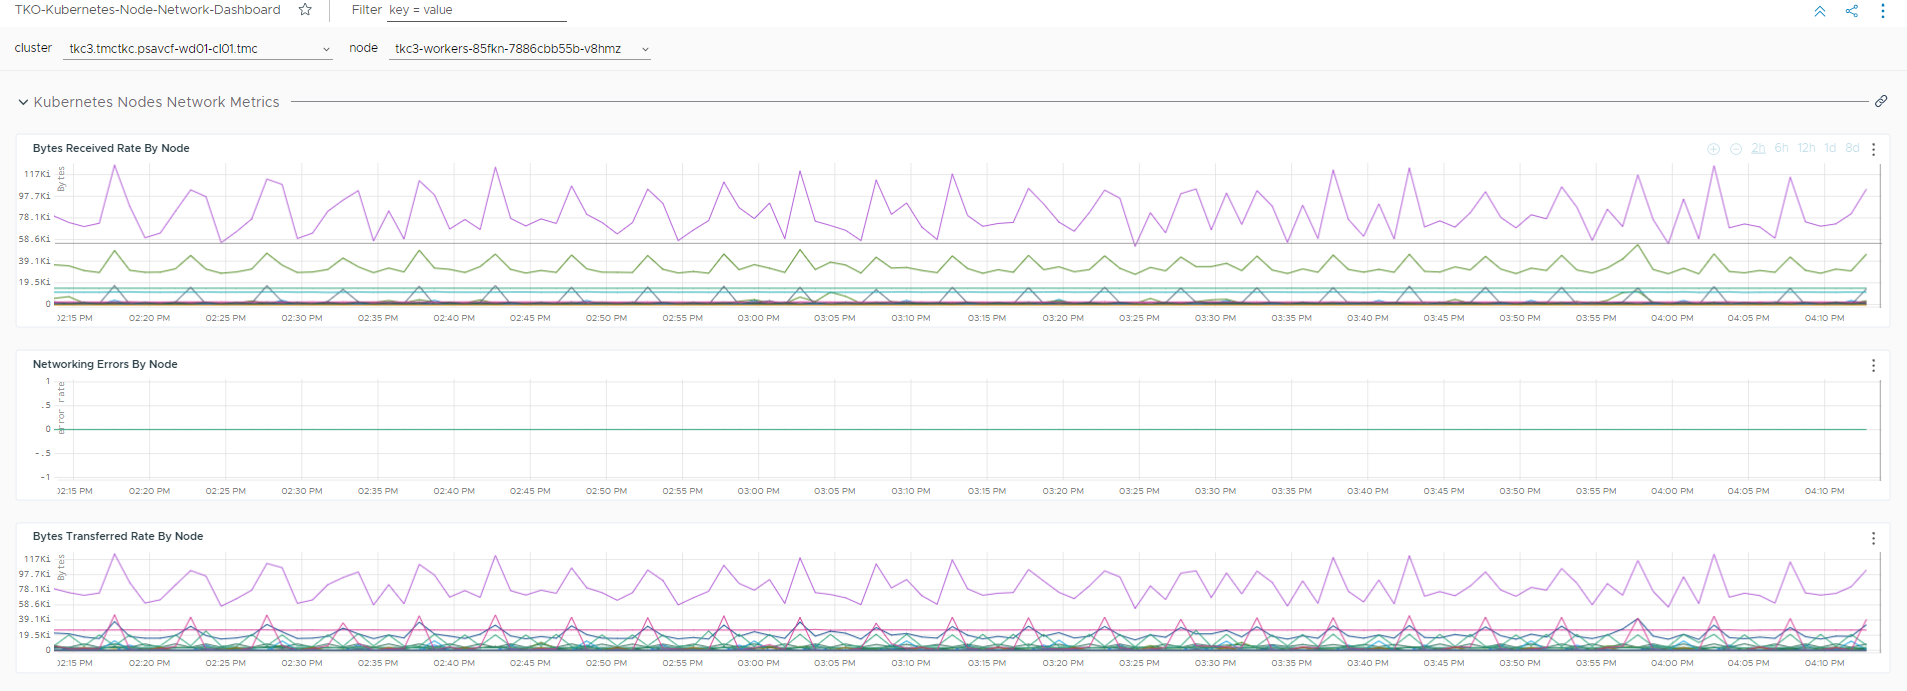 TKO-Kubernetes-Node-Network-Dashboard Filter key = value
cluster tkc3.tmctkc.psavcf-wd01-cl01.tmc node tkc3-workers-85fkn-7886cbb55b-v8hmz
Kubernetes Nodes Network Metrics
Bytes Received Rate By Node
2h 6h 12h 1d 8d
Bytes
117Ki
97.7Ki
78.1Ki
58.6Ki
39.1Ki
19.5Ki
0
02:15 PM 02:20 PM 02:25 PM 02:30 PM 02:35 PM 02:40 PM 02:45 PM 02:50 PM 02:55 PM 03:00 PM 03:05 PM 03:10 PM 03:15 PM 03:20 PM 03:25 PM 03:30 PM 03:35 PM 03:40 PM 03:45 PM 03:50 PM 03:55 PM 04:00 PM 04:05 PM 04:10 PM
Networking Errors By Node
error rate
1
.5
0
-.5
-1
02:15 PM 02:20 PM 02:25 PM 02:30 PM 02:35 PM 02:40 PM 02:45 PM 02:50 PM 02:55 PM 03:00 PM 03:05 PM 03:10 PM 03:15 PM 03:20 PM 03:25 PM 03:30 PM 03:35 PM 03:40 PM 03:45 PM 03:50 PM 03:55 PM 04:00 PM 04:05 PM 04:10 PM
Bytes Transferred Rate By Node
Bytes
117Ki
97.7Ki
78.1Ki
58.6Ki
39.1Ki
19.5Ki
0
02:15 PM 02:20 PM 02:25 PM 02:30 PM 02:35 PM 02:40 PM 02:45 PM 02:50 PM 02:55 PM 03:00 PM 03:05 PM 03:10 PM 03:15 PM 03:20 PM 03:25 PM 03:30 PM 03:35 PM 03:40 PM 03:45 PM 03:50 PM 03:55 PM 04:00 PM 04:05 PM 04:10 PM